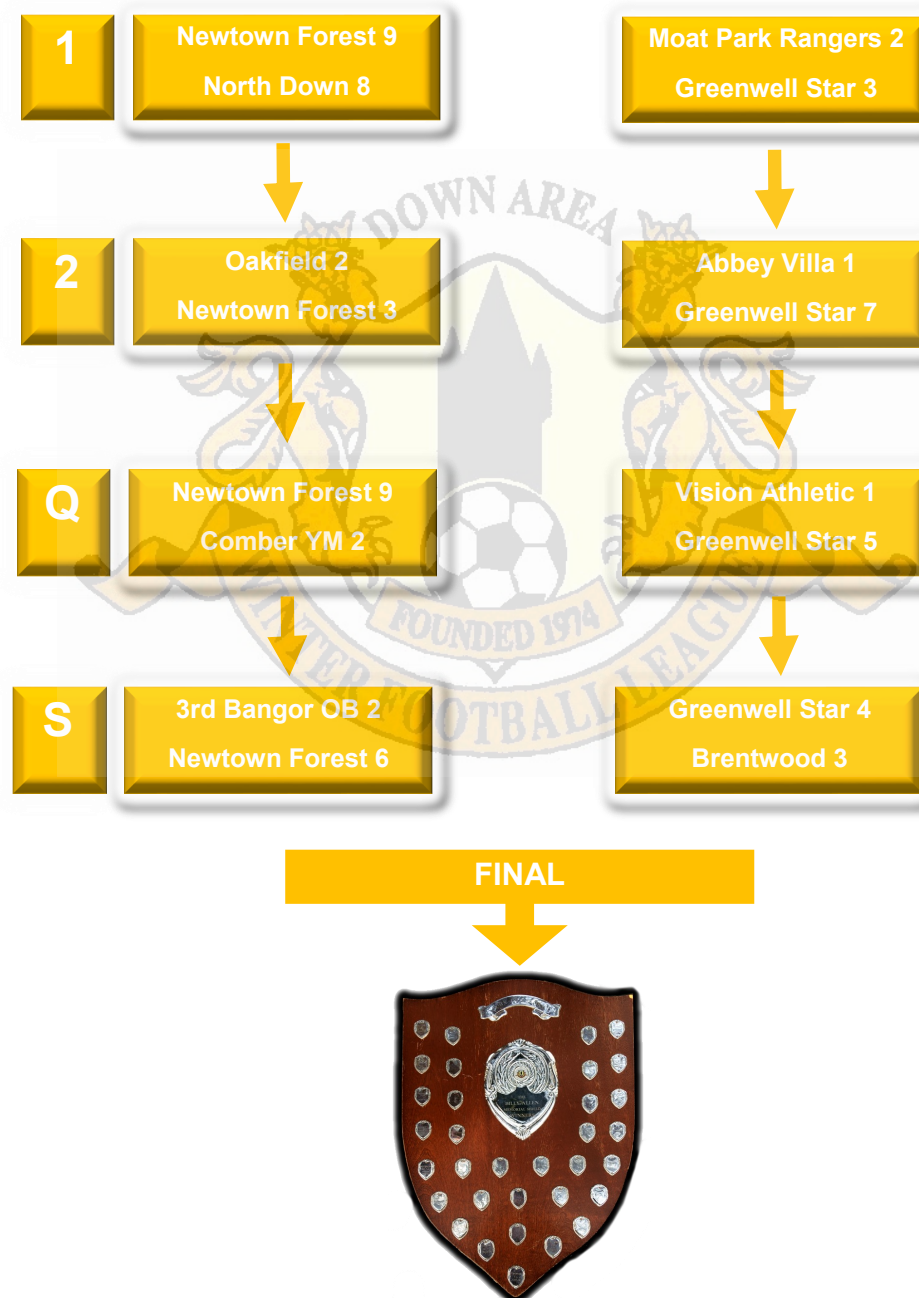 1
Newtown Forest 9
North Down 8
Moat Park Rangers 2
Greenwell Star 3
2
Oakfield 2
Newtown Forest 3
Abbey Villa 1
Greenwell Star 7
Q
Newtown Forest 9
Comber YM 2
Vision Athletic 1
Greenwell Star 5
S
3rd Bangor OB 2
Newtown Forest 6
Greenwell Star 4
Brentwood 3
DOWN AREA
FOUNDED 1974
WINTER FOOTBALL LEAGUE
FINAL